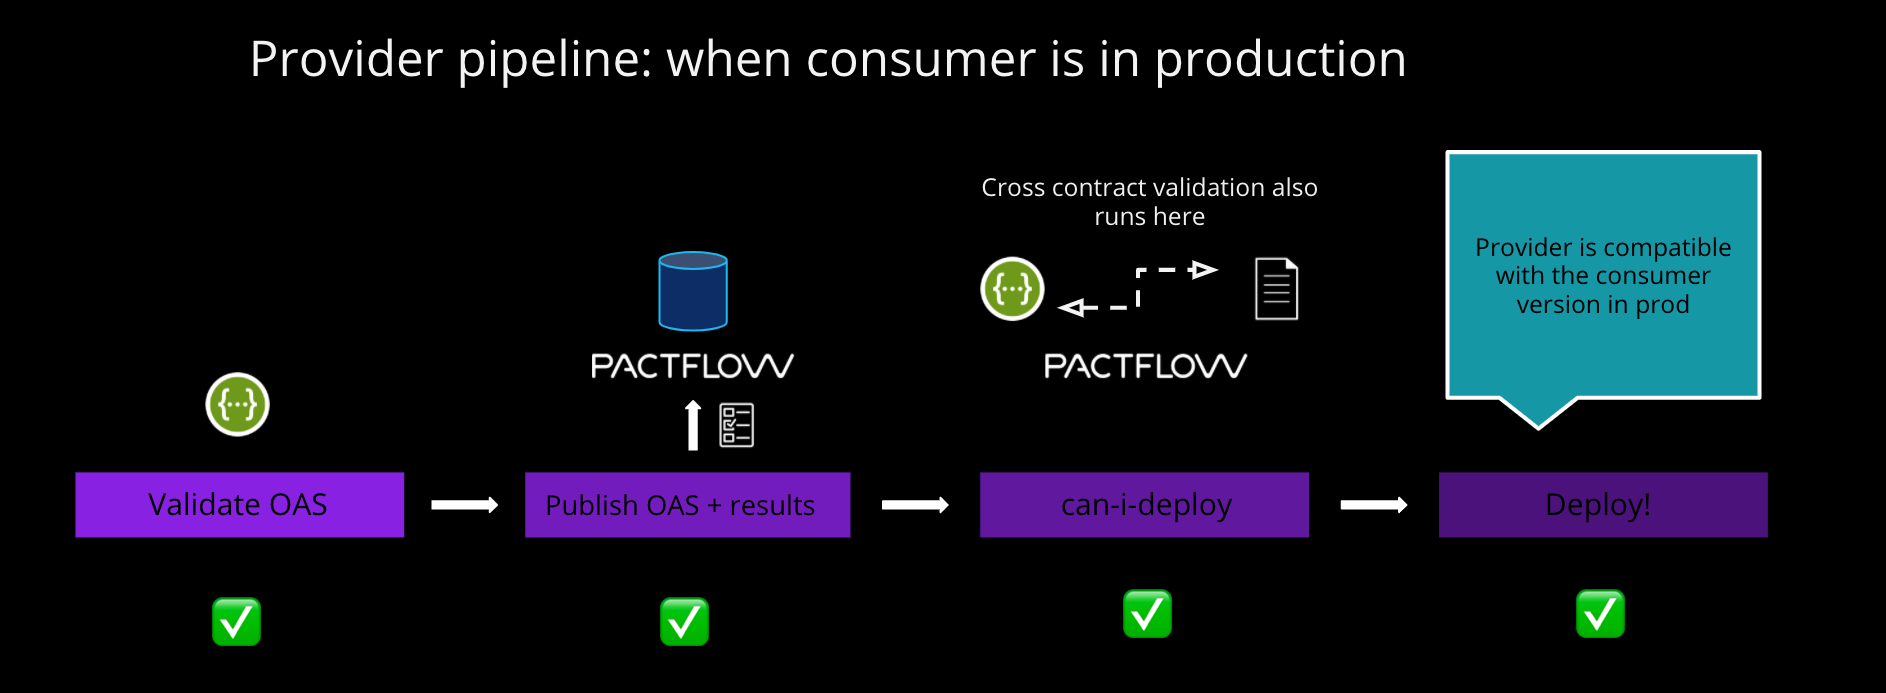 Provider pipeline: when consumer is in production
Cross contract validation also
runs here
Provider is compatible
with the consumer
version in prod
{···}
{···}
PACTFLOW
PACTFLOW
Validate OAS
Publish OAS + results
can-i-deploy
Deploy!